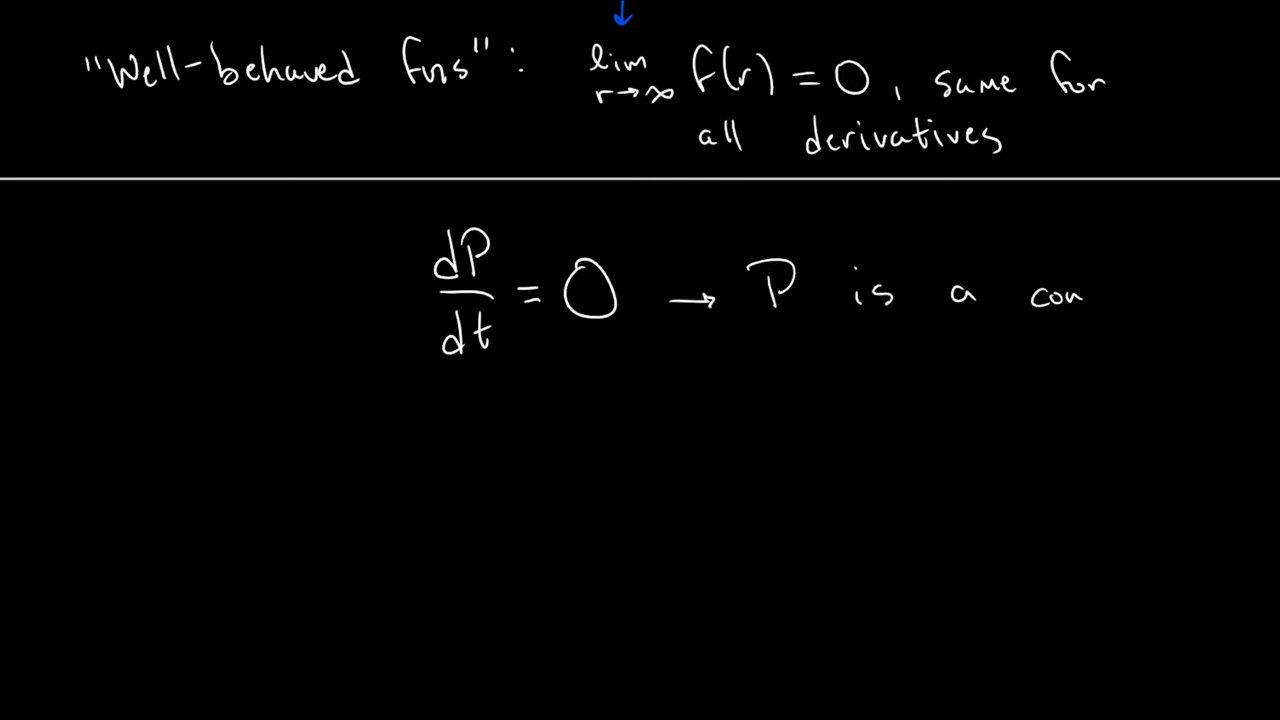 "Well-behaved fns": lim r→∞ f(r) = 0, same for
all derivatives
dP/dt = 0 → P is a con